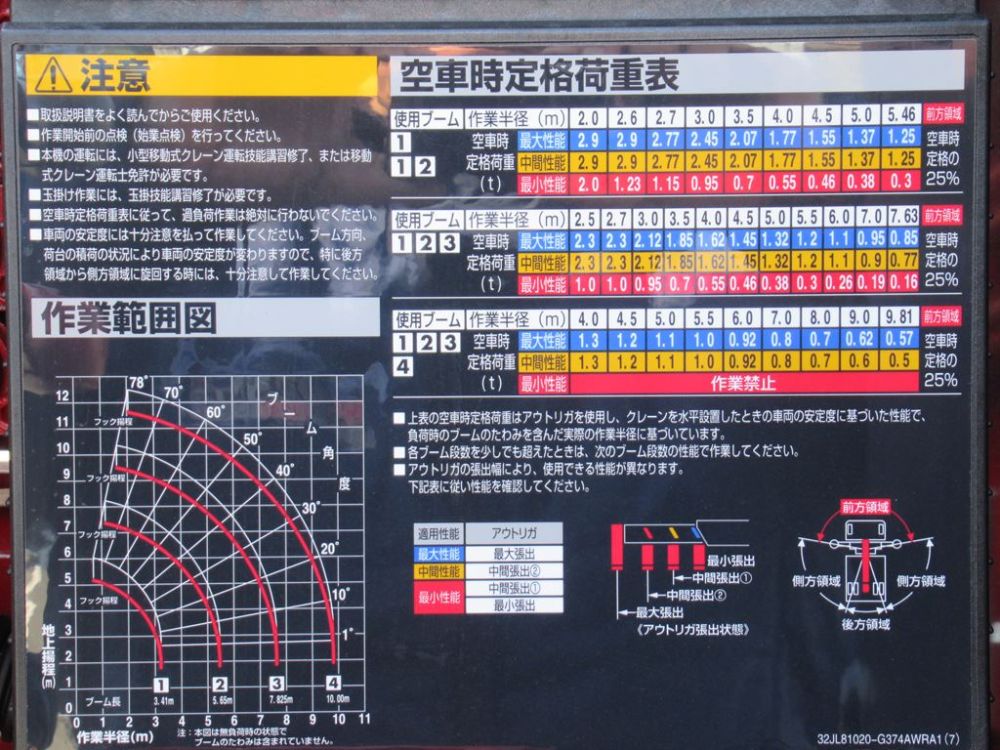 注意
■取扱説明書をよく読んでからご使用ください。
■作業開始前の点検（始業点検）を行ってください。
■本機の運転には、小型移動式クレーン運転技能講習修了、または移動
式クレーン運転士免許が必要です。
■玉掛け作業には、玉掛技能講習修了が必要です。
■空車時定格荷重表に従って、過負荷作業は絶対に行わないでください。
■車両の安定度には十分注意を払って作業してください。ブーム方向、
荷台の積荷の状況により車両の安定度が変わりますので、特に後方
領域から側方領域に旋回する時には、十分注意して作業してください。
作業範囲図
78° 70° 60° 50° 40° 30° 20° 10° 1°
ブーム角度
フック揚程
フック揚程
フック揚程
フック揚程
12
11
10
9
8
7
6
5
4
3
2
1
0
地上揚程(m)
1 2 3 4
ブーム長 3.41m 5.65m 7.825m 10.00m
0 1 2 3 4 5 6 7 8 9 10 11
作業半径(m)
注：本図は無負荷時の状態で
ブームのたわみは含まれていません。
空車時定格荷重表
使用ブーム 作業半径（m） 2.0 2.6 2.7 3.0 3.5 4.0 4.5 5.0 5.46 前方領域
1 空車時 最大性能 2.9 2.9 2.77 2.45 2.07 1.77 1.55 1.37 1.25 空車時
1 2 定格荷重 中間性能 2.9 2.9 2.77 2.45 2.07 1.77 1.55 1.37 1.25 定格の
（t） 最小性能 2.0 1.23 1.15 0.95 0.7 0.55 0.46 0.38 0.3 25%
使用ブーム 作業半径（m） 2.5 2.7 3.0 3.5 4.0 4.5 5.0 5.5 6.0 7.0 7.63 前方領域
1 2 3 空車時 最大性能 2.3 2.3 2.12 1.85 1.62 1.45 1.32 1.2 1.1 0.95 0.85 空車時
定格荷重 中間性能 2.3 2.3 2.12 1.85 1.62 1.45 1.32 1.2 1.1 0.9 0.77 定格の
（t） 最小性能 1.0 1.0 0.95 0.7 0.55 0.46 0.38 0.3 0.26 0.19 0.16 25%
使用ブーム 作業半径（m） 4.0 4.5 5.0 5.5 6.0 7.0 8.0 9.0 9.81 前方領域
1 2 3 空車時 最大性能 1.3 1.2 1.1 1.0 0.92 0.8 0.7 0.62 0.57 空車時
4 定格荷重 中間性能 1.3 1.2 1.1 1.0 0.92 0.8 0.7 0.6 0.5 定格の
（t） 最小性能 作業禁止 25%
■上表の空車時定格荷重はアウトリガを使用し、クレーンを水平設置したときの車両の安定度に基づいた性能で、
負荷時のブームのたわみを含んだ実際の作業半径に基づいています。
■各ブーム段数を少しでも超えたときは、次のブーム段数の性能で作業してください。
■アウトリガの張出幅により、使用できる性能が異なります。
下記表に従い性能を確認してください。
適用性能 アウトリガ
最大性能 最大張出
中間性能 中間張出②
最小性能 中間張出①
最小張出
最小張出
中間張出①
中間張出②
最大張出
《アウトリガ張出状態》
前方領域
側方領域 側方領域
後方領域
32JL81020-G374AWRA1(7)